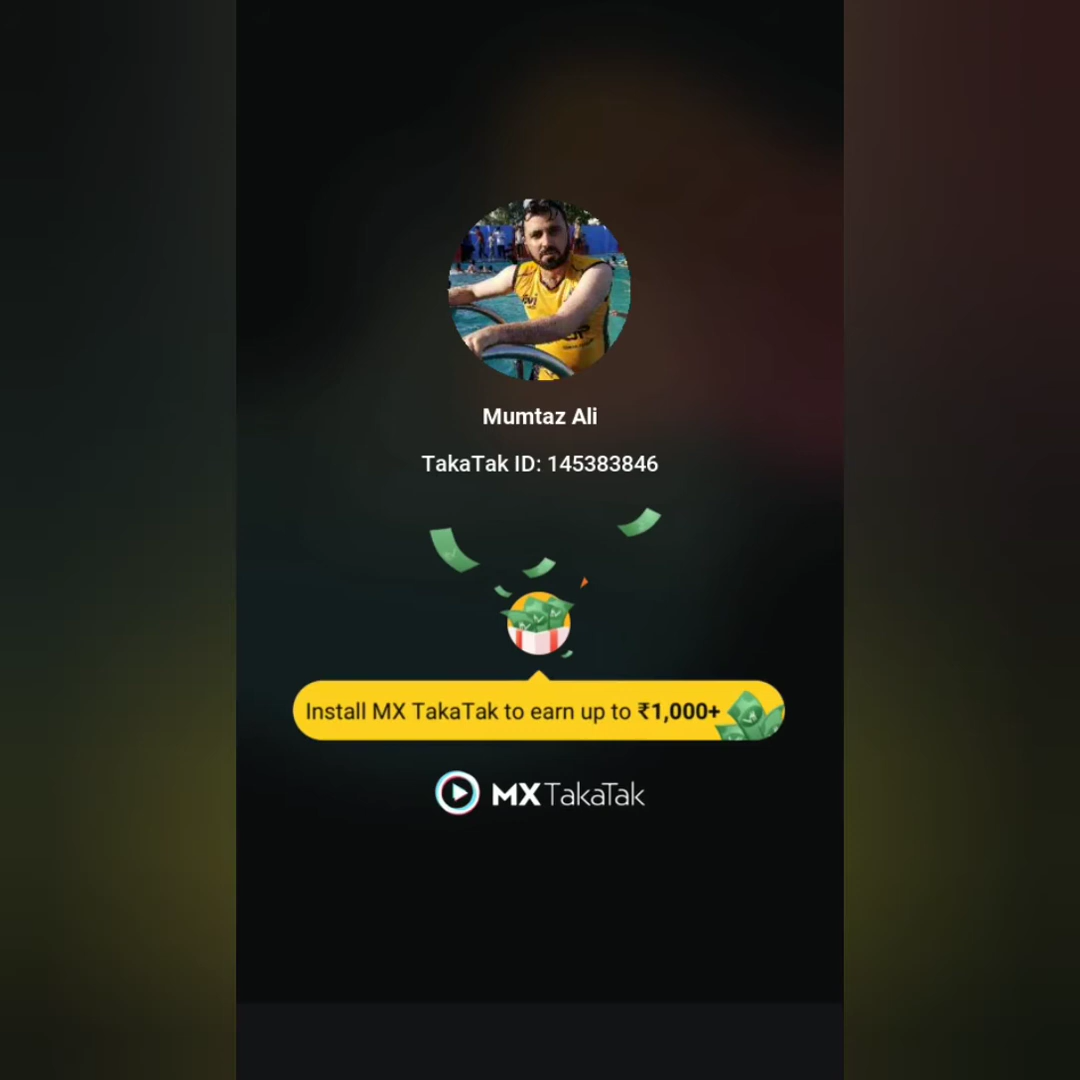 Mumtaz Ali
TakaTak ID: 145383846
Install MX TakaTak to earn up to ₹1,000+
MX TakaTak